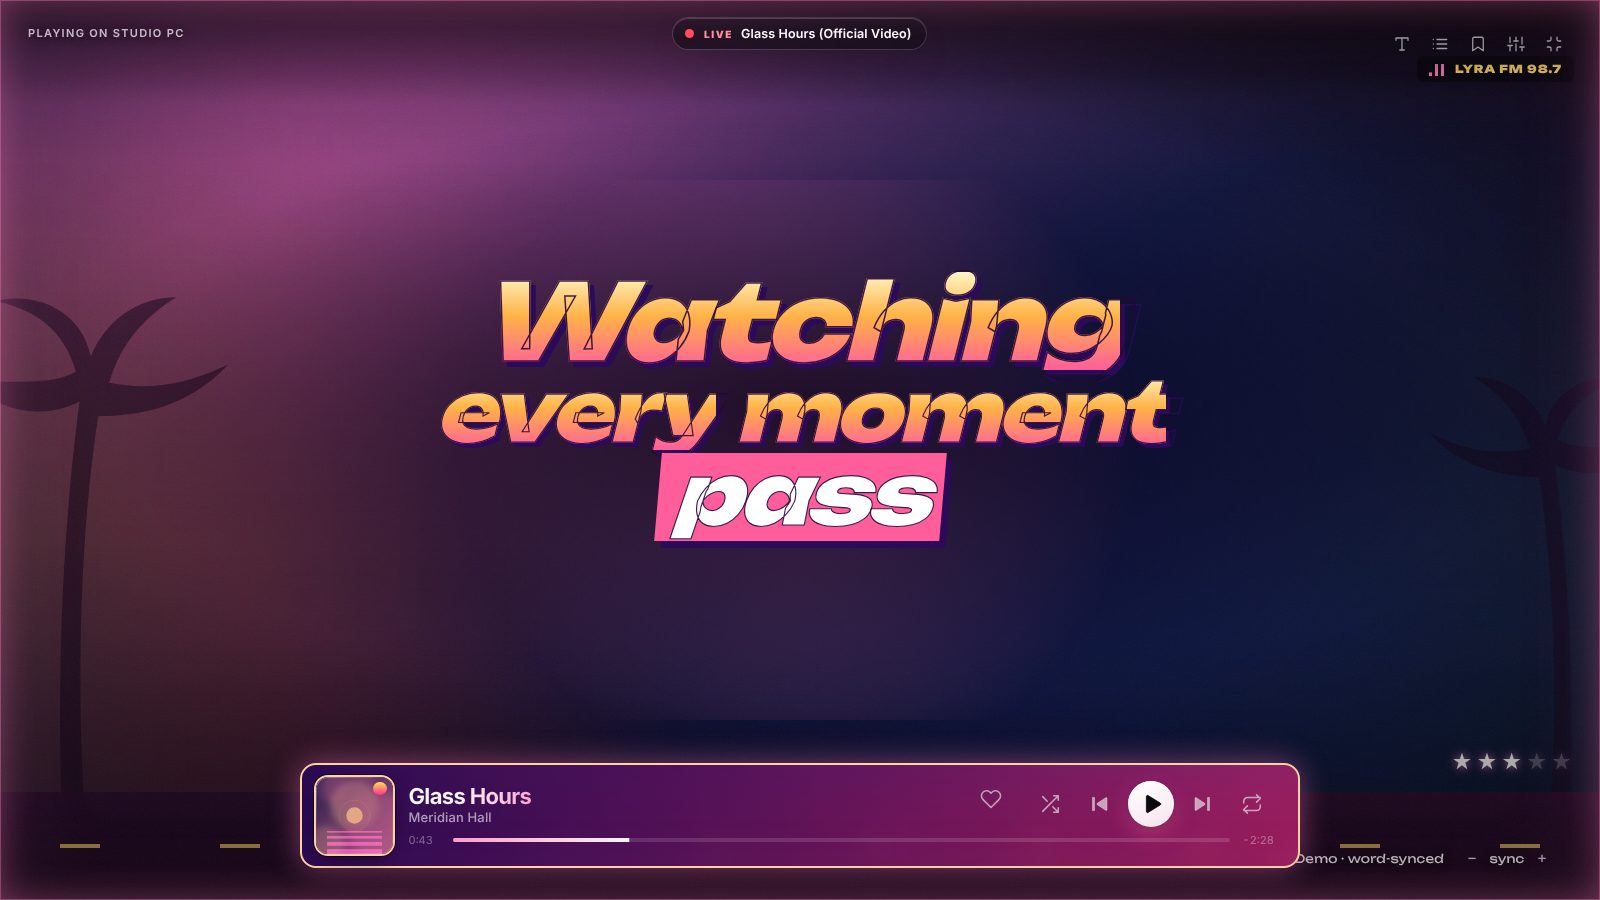 PLAYING ON STUDIO PC
LIVE Glass Hours (Official Video)
LYRA FM 98.7
Watching
every moment
pass
Glass Hours
Meridian Hall
0:43
-2:28
Demo · word-synced − sync +